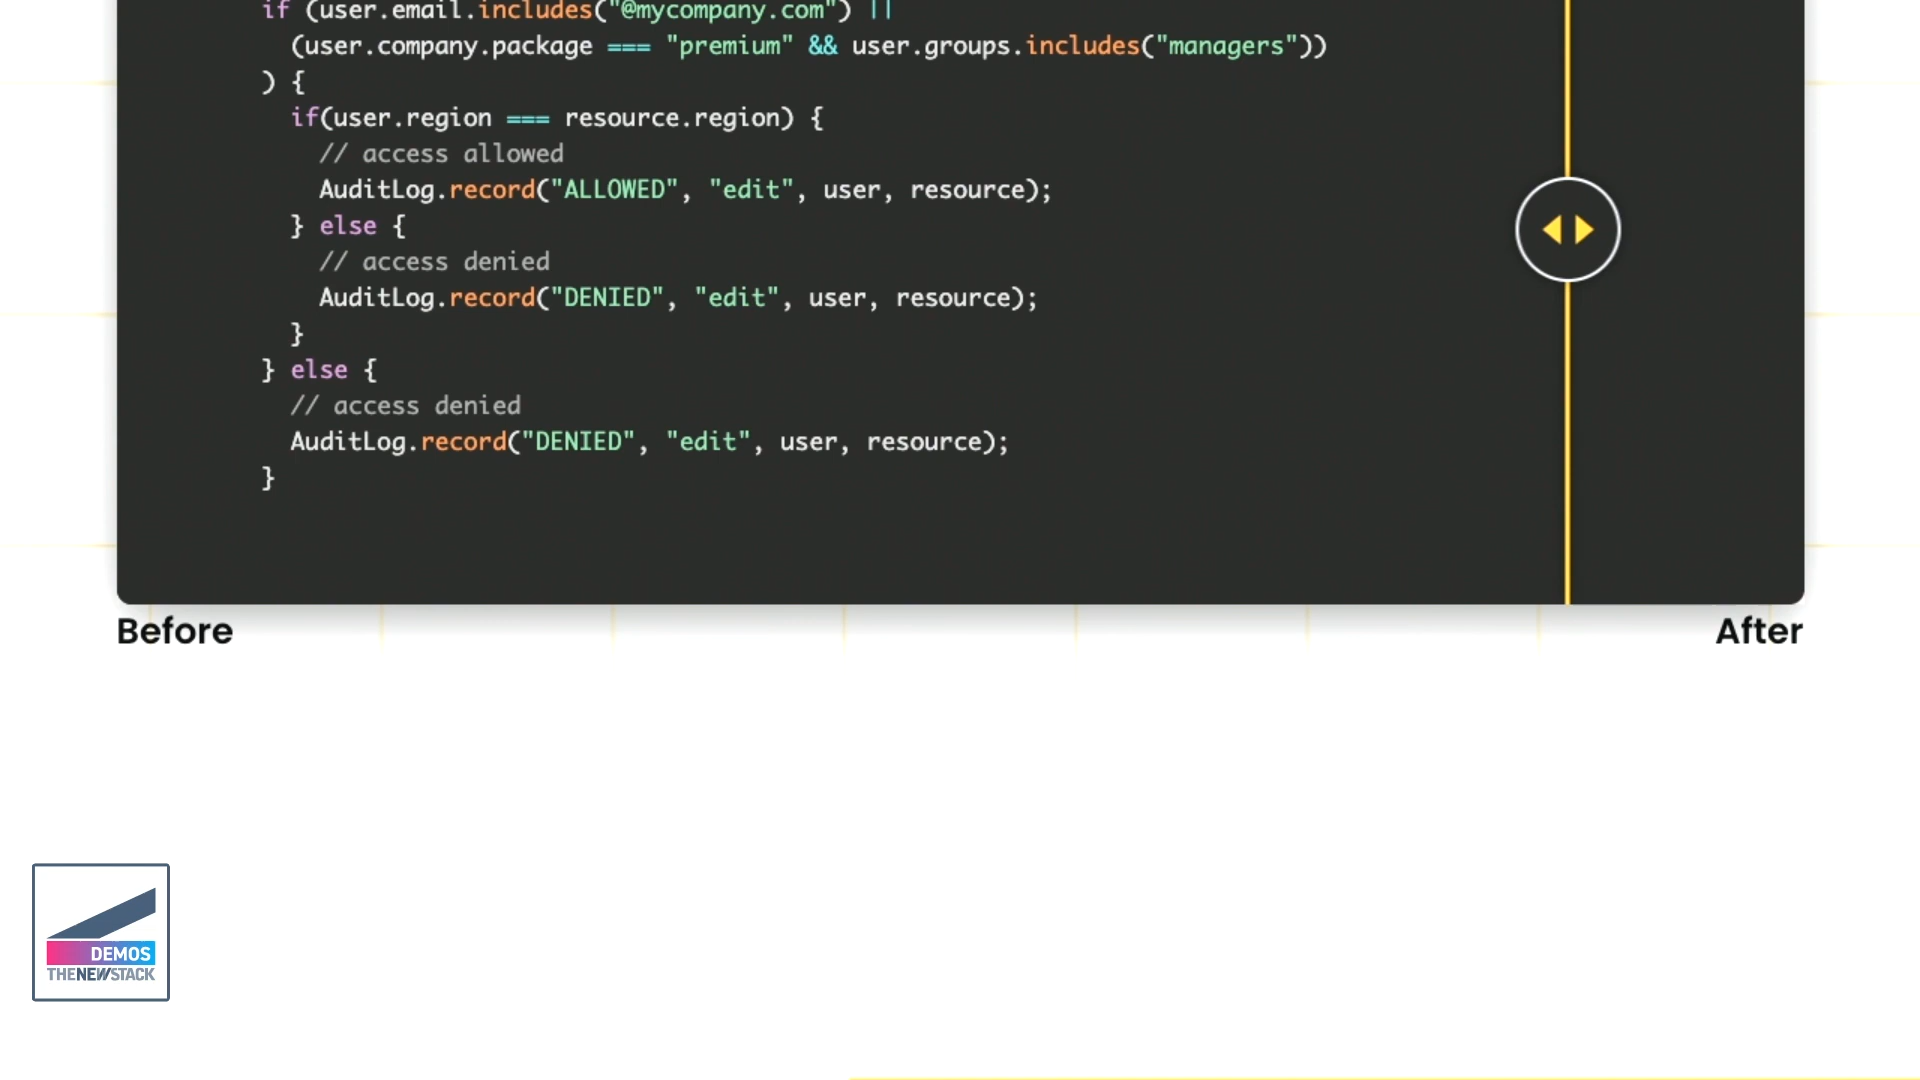 if (user.email.includes("@mycompany.com") ||
(user.company.package === "premium" && user.groups.includes("managers"))
) {
if(user.region === resource.region) {
// access allowed
AuditLog.record("ALLOWED", "edit", user, resource);
} else {
// access denied
AuditLog.record("DENIED", "edit", user, resource);
}
} else {
// access denied
AuditLog.record("DENIED", "edit", user, resource);
}
Before
After
DEMOS
THENEWSTACK